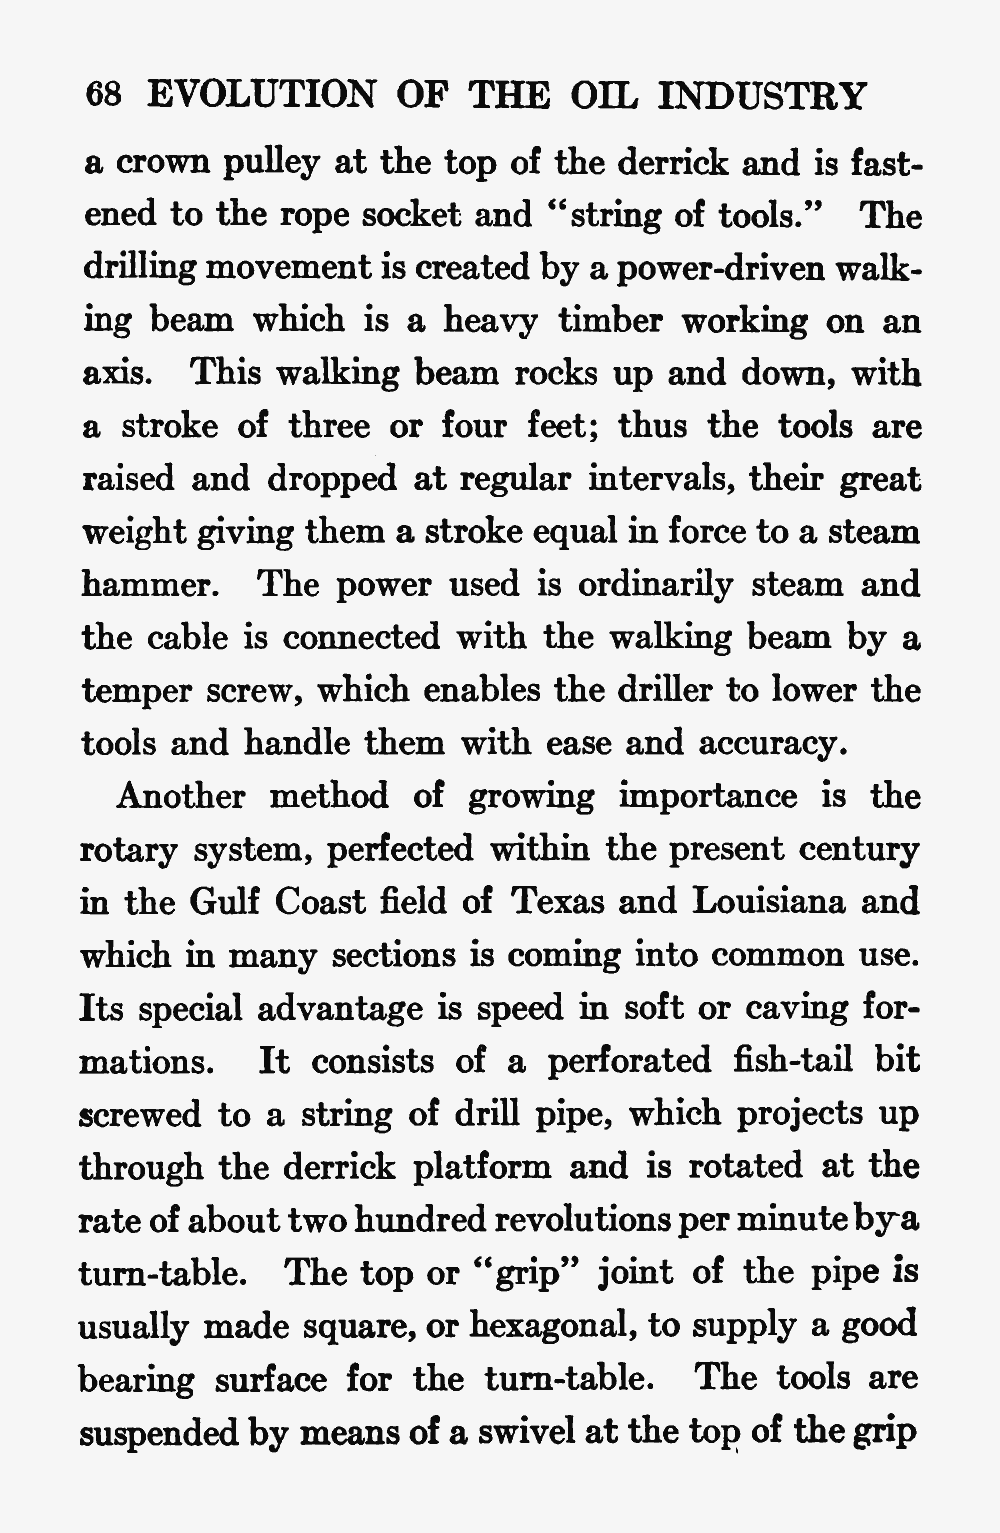 68 EVOLUTION OF THE OIL INDUSTRY
a crown pulley at the top of the derrick and is fast-
ened to the rope socket and “string of tools.” The
drilling movement is created by a power-driven walk-
ing beam which is a heavy timber working on an
axis. This walking beam rocks up and down, with
a stroke of three or four feet; thus the tools are
raised and dropped at regular intervals, their great
weight giving them a stroke equal in force to a steam
hammer. The power used is ordinarily steam and
the cable is connected with the walking beam by a
temper screw, which enables the driller to lower the
tools and handle them with ease and accuracy.
Another method of growing importance is the
rotary system, perfected within the present century
in the Gulf Coast field of Texas and Louisiana and
which in many sections is coming into common use.
Its special advantage is speed in soft or caving for-
mations. It consists of a perforated fish-tail bit
screwed to a string of drill pipe, which projects up
through the derrick platform and is rotated at the
rate of about two hundred revolutions per minute by a
turn-table. The top or “grip” joint of the pipe is
usually made square, or hexagonal, to supply a good
bearing surface for the turn-table. The tools are
suspended by means of a swivel at the top of the grip